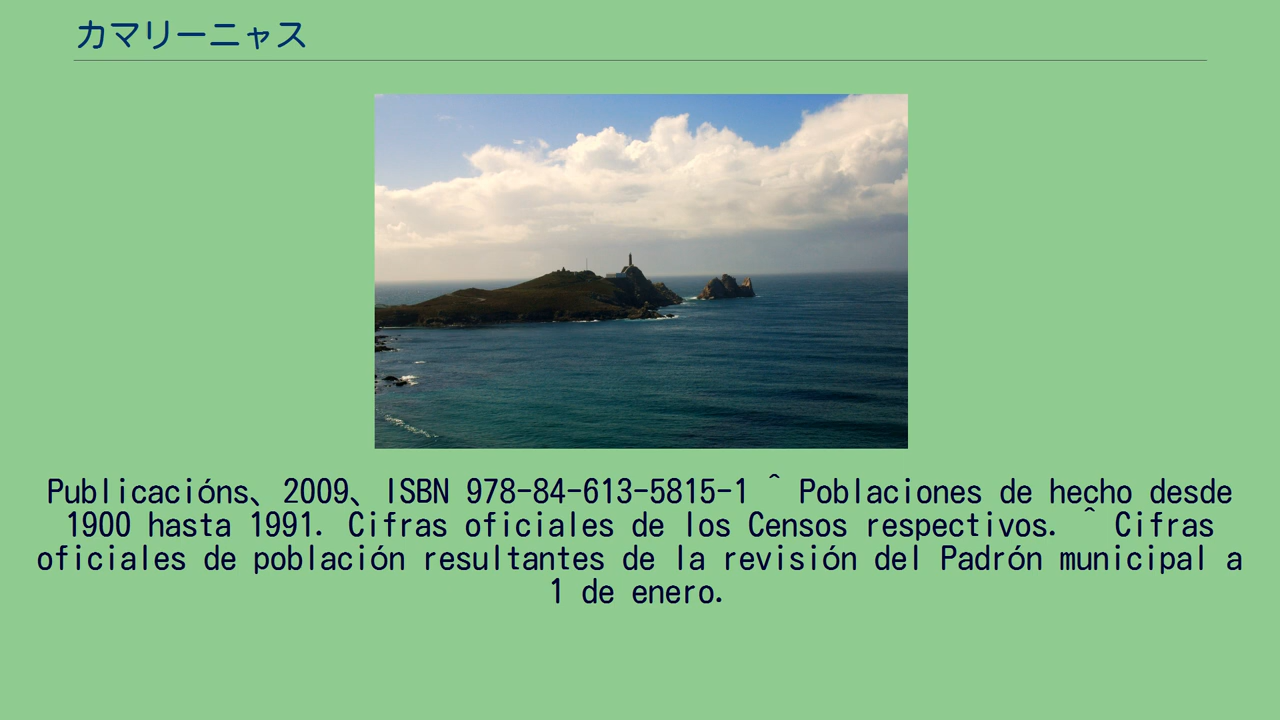 カマリーニャス
Publicacións、2009、ISBN 978-84-613-5815-1 ^ Poblaciones de hecho desde
1900 hasta 1991. Cifras oficiales de los Censos respectivos. ^ Cifras
oficiales de población resultantes de la revisión del Padrón municipal a
1 de enero.